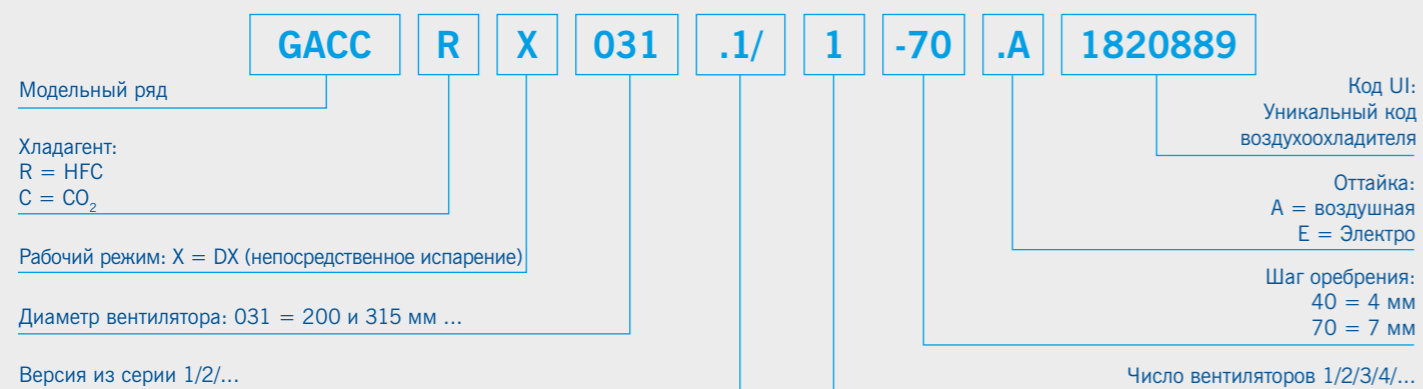 GACC R X 031 .1/ 1 -70 .A 1820889
Модельный ряд
Хладагент:
R = HFC
C = CO₂
Рабочий режим: X = DX (непосредственное испарение)
Диаметр вентилятора: 031 = 200 и 315 мм ...
Версия из серии 1/2/...
Код UI:
Уникальный код
воздухоохладителя
Оттайка:
A = воздушная
E = Электро
Шаг оребрения:
40 = 4 мм
70 = 7 мм
Число вентиляторов 1/2/3/4/...